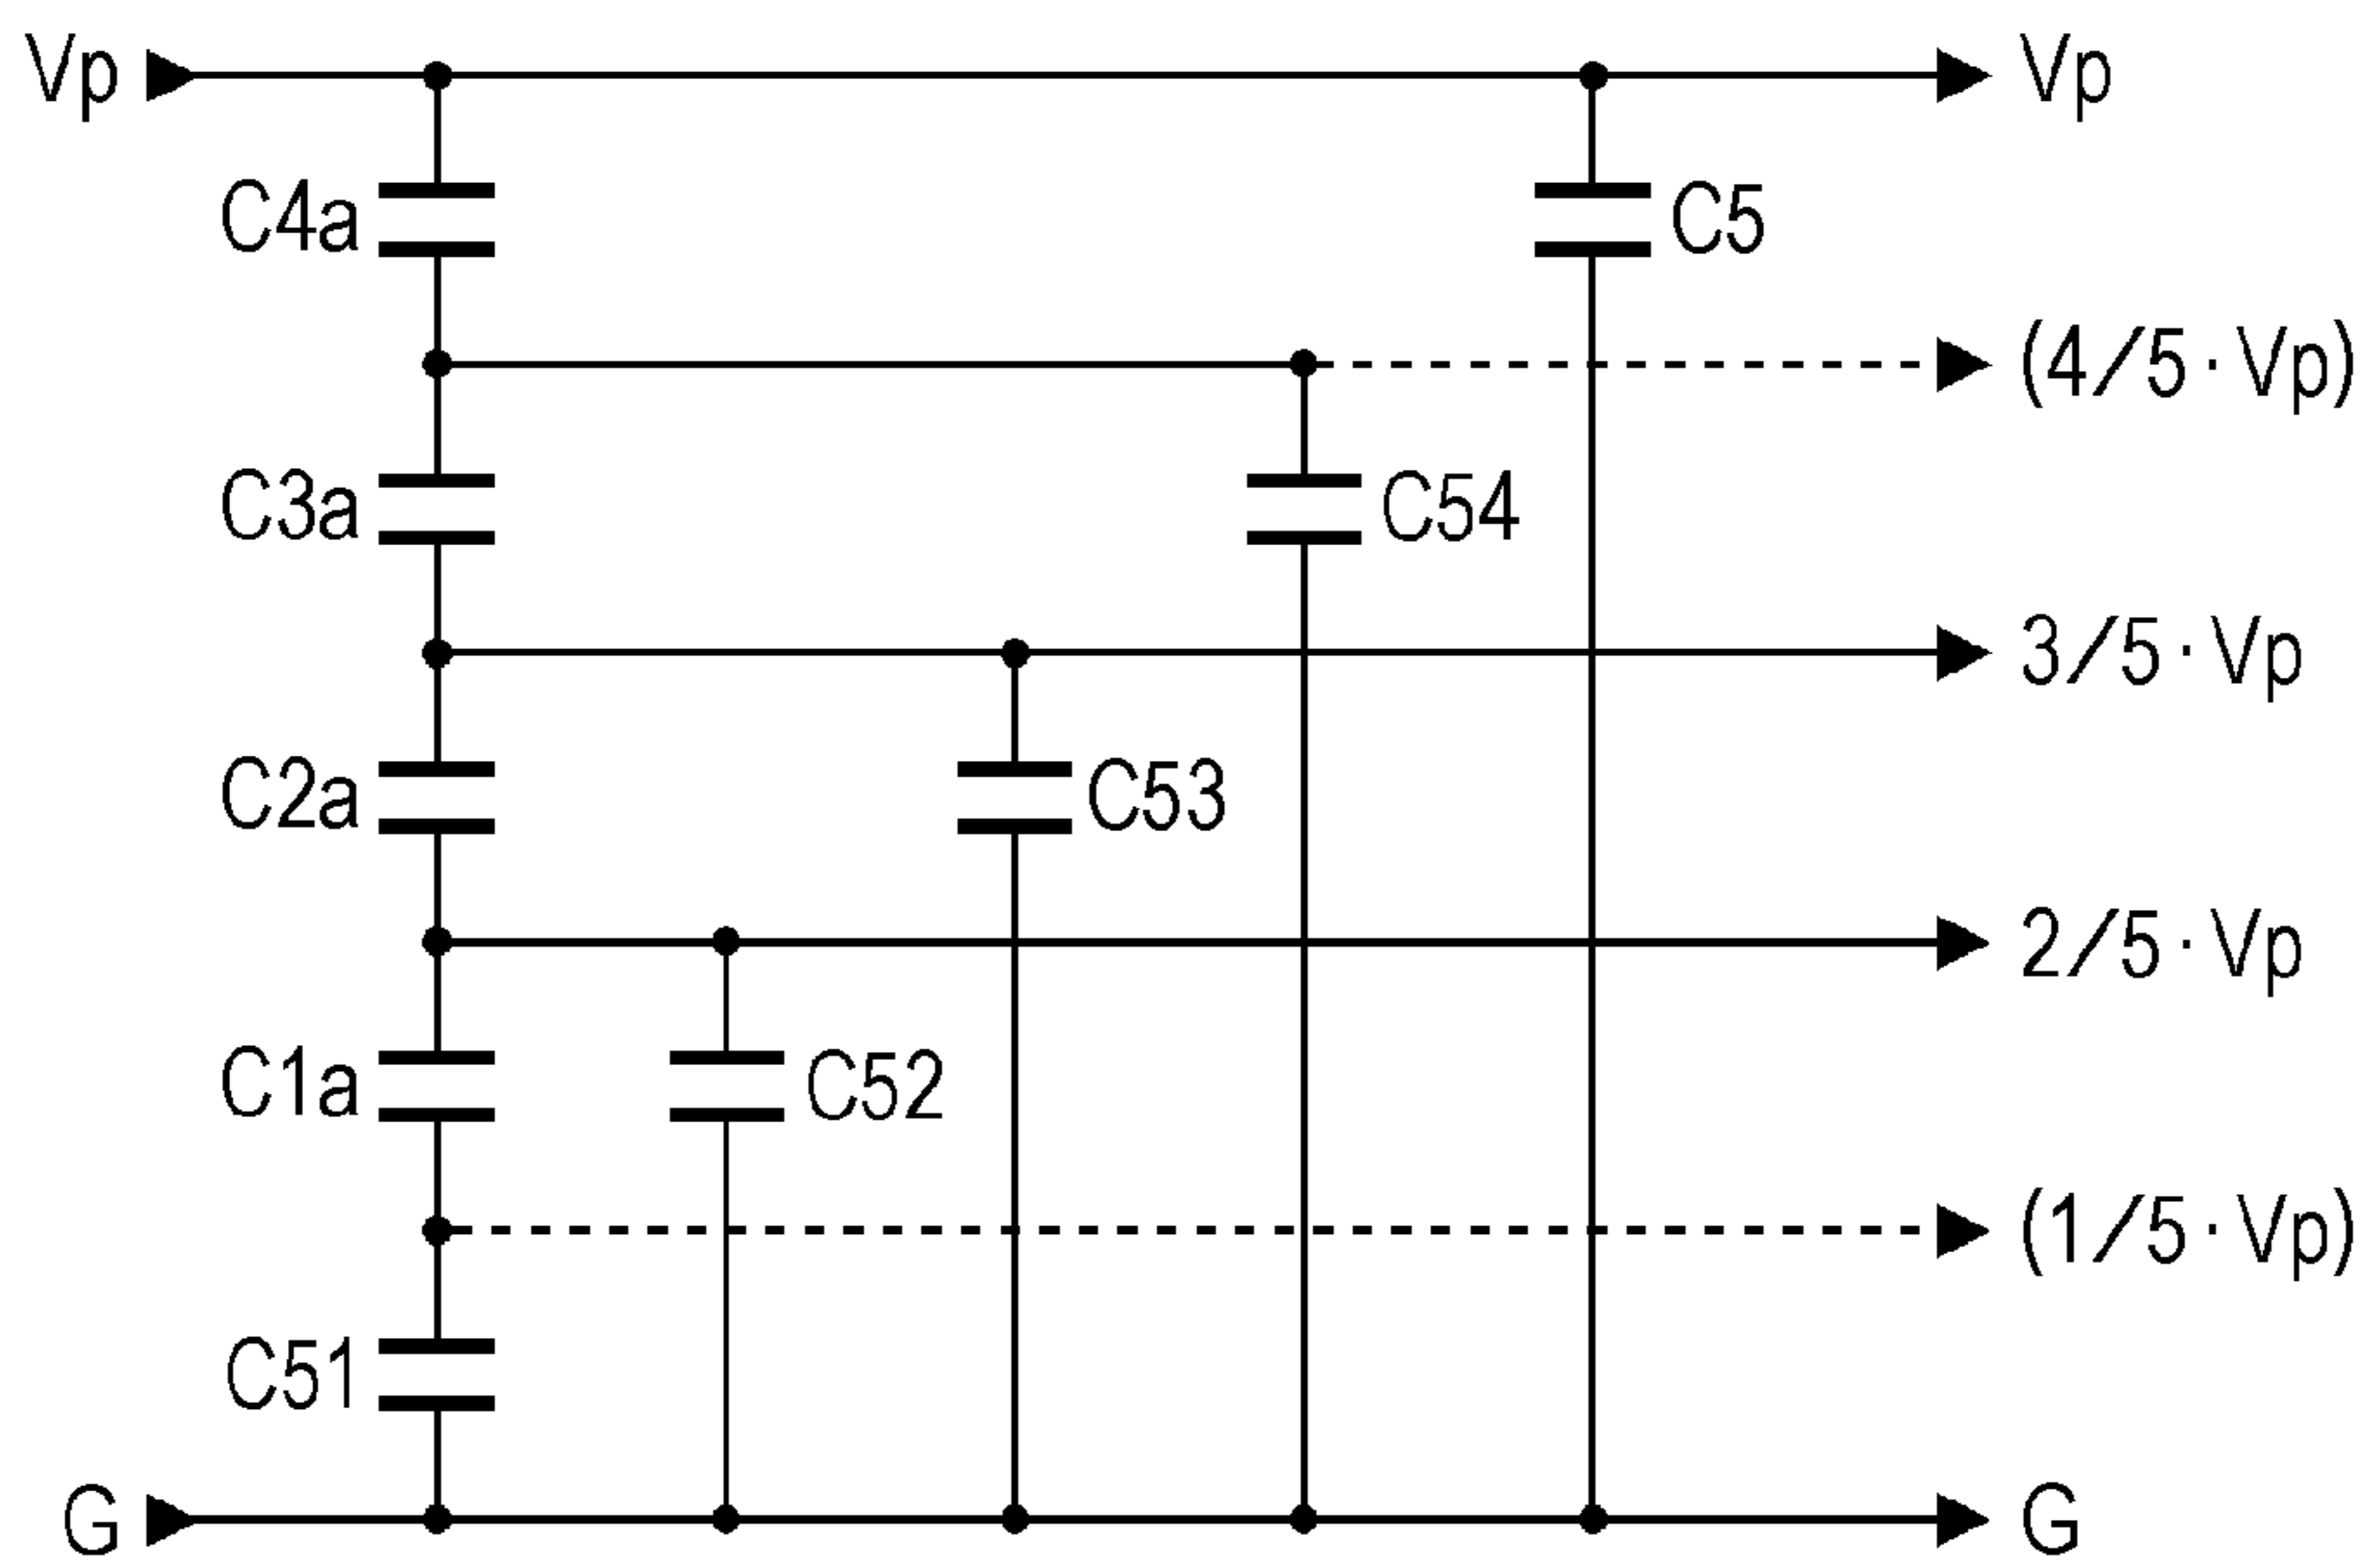 Vp
Vp
C4a
C5
(4/5·Vp)
C3a
C54
3/5·Vp
C2a
C53
2/5·Vp
C1a
C52
(1/5·Vp)
C51
G
G